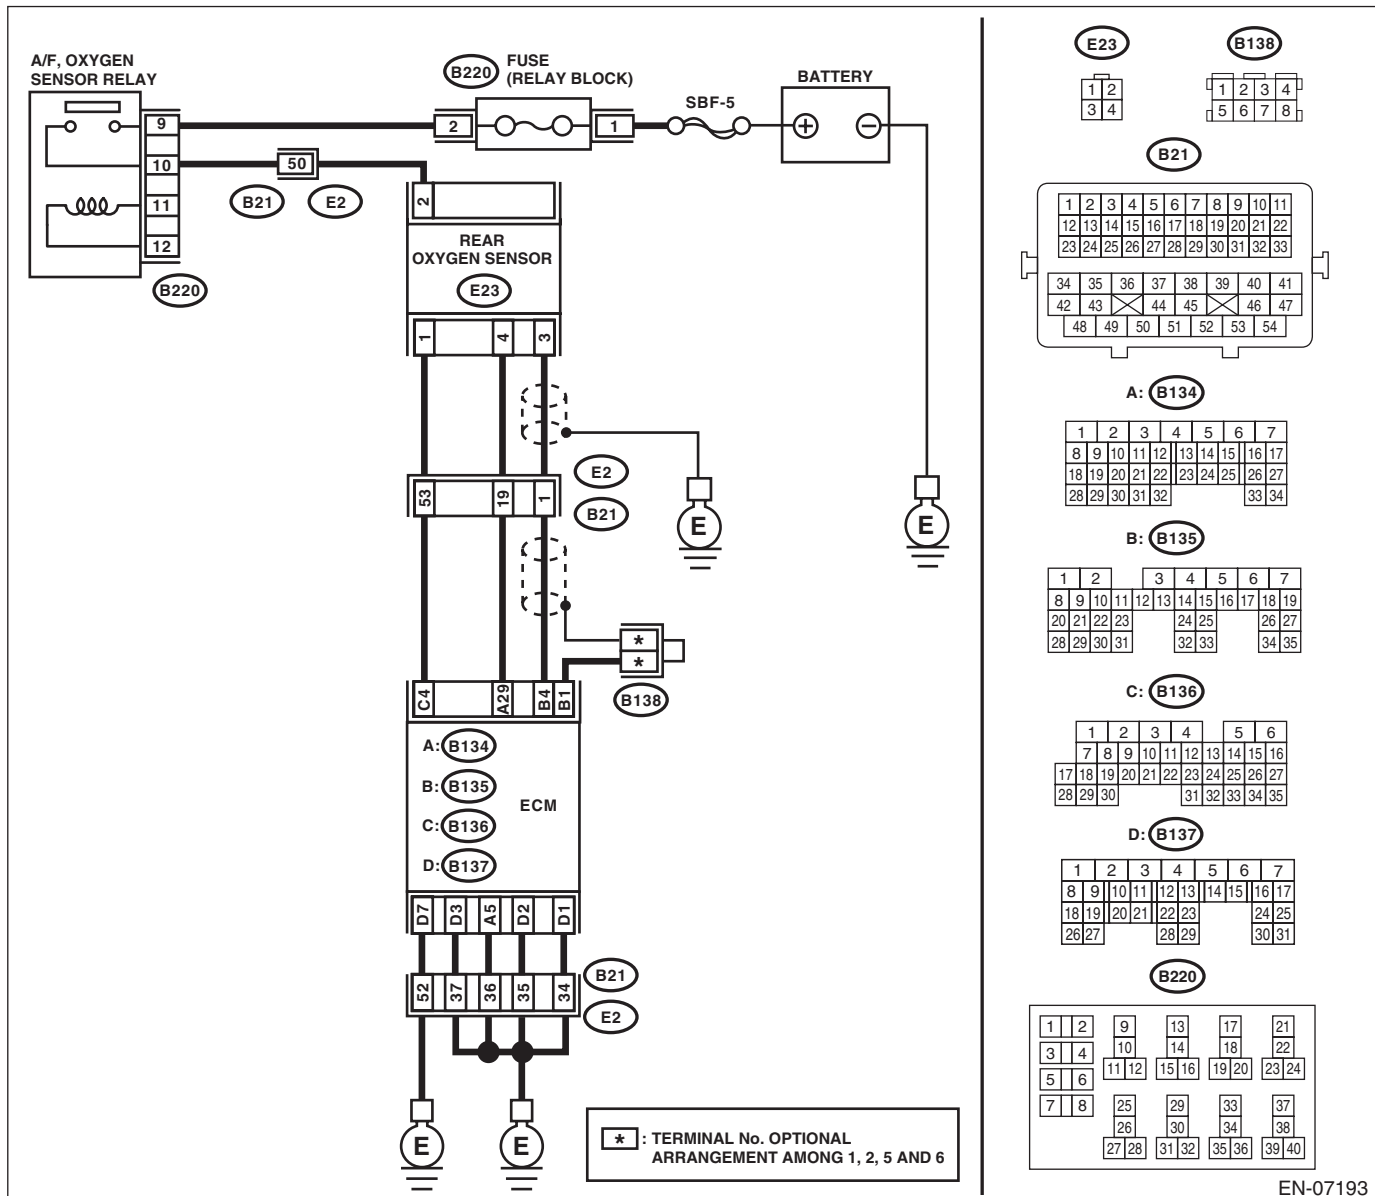 A/F, OXYGEN
SENSOR RELAY
B220
FUSE
(RELAY BLOCK)
SBF-5
BATTERY
9
2
1
10
50
11
12
B21
E2
B220
2
REAR
OXYGEN SENSOR
E23
1
4
3
E2
53
19
1
B21
E
E
*
*
B138
C4
A29
B4
B1
A: B134
B: B135
ECM
C: B136
D: B137
D7
D3
A5
D2
D1
B21
52
37
36
35
34
E2
E
E
* : TERMINAL No. OPTIONAL
ARRANGEMENT AMONG 1, 2, 5 AND 6
E23
1 2
3 4
B138
1 2 3 4
5 6 7 8
B21
1 2 3 4 5 6 7 8 9 10 11
12 13 14 15 16 17 18 19 20 21 22
23 24 25 26 27 28 29 30 31 32 33
34 35 36 37 38 39 40 41
42 43 44 45 46 47
48 49 50 51 52 53 54
A: B134
1 2 3 4 5 6 7
8 9 10 11 12 13 14 15 16 17
18 19 20 21 22 23 24 25 26 27
28 29 30 31 32 33 34
B: B135
1 2 3 4 5 6 7
8 9 10 11 12 13 14 15 16 17 18 19
20 21 22 23 24 25 26 27
28 29 30 31 32 33 34 35
C: B136
1 2 3 4 5 6
7 8 9 10 11 12 13 14 15 16
17 18 19 20 21 22 23 24 25 26 27
28 29 30 31 32 33 34 35
D: B137
1 2 3 4 5 6 7
8 9 10 11 12 13 14 15 16 17
18 19 20 21 22 23 24 25
26 27 28 29 30 31
B220
1 2 9 13 17 21
3 4 10 14 18 22
5 6 11 12 15 16 19 20 23 24
7 8 25 29 33 37
26 30 34 38
27 28 31 32 35 36 39 40
EN-07193